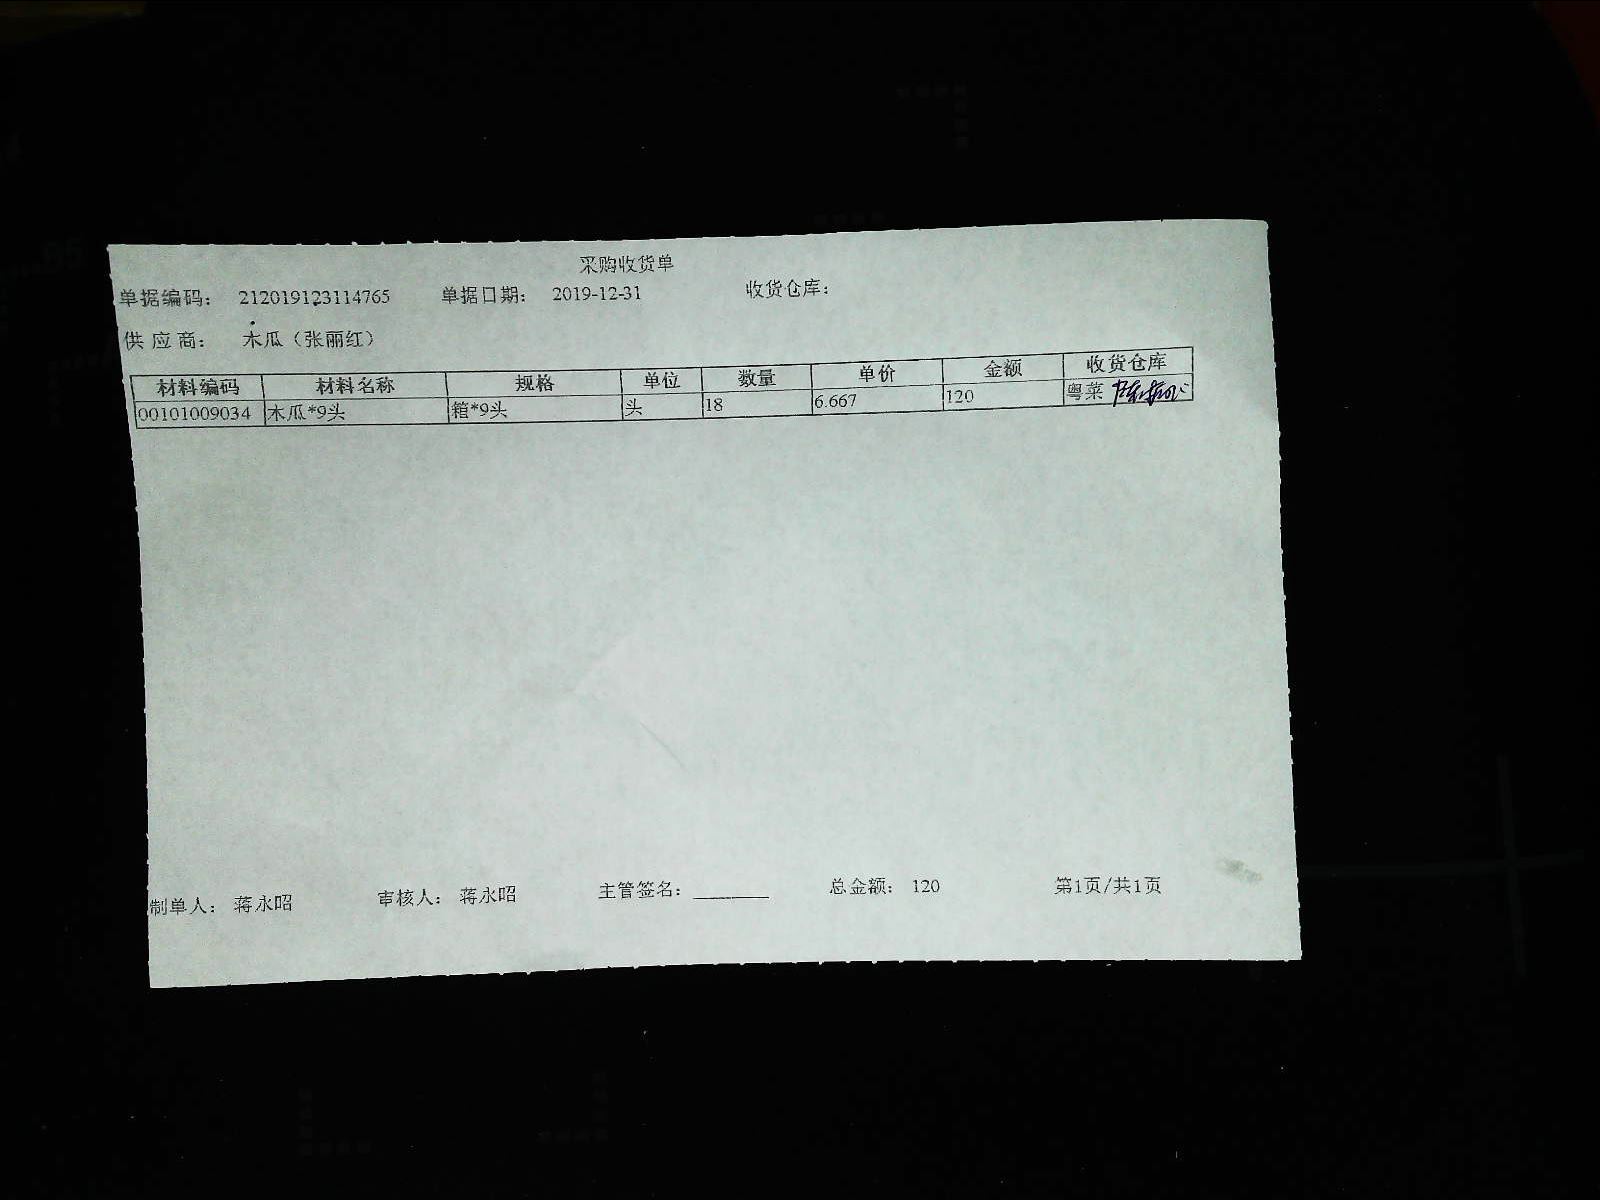 采购收货单
单据编码： 212019123114765 单据日期： 2019-12-31 收货仓库：
供应商： 木瓜（张丽红）
材料编码 材料名称 规格 单位 数量 单价 金额 收货仓库
00101009034 木瓜*9头 箱*9头 头 18 6.667 120 粤菜
制单人： 蒋永昭 审核人： 蒋永昭 主管签名： 总金额： 120 第1页/共1页